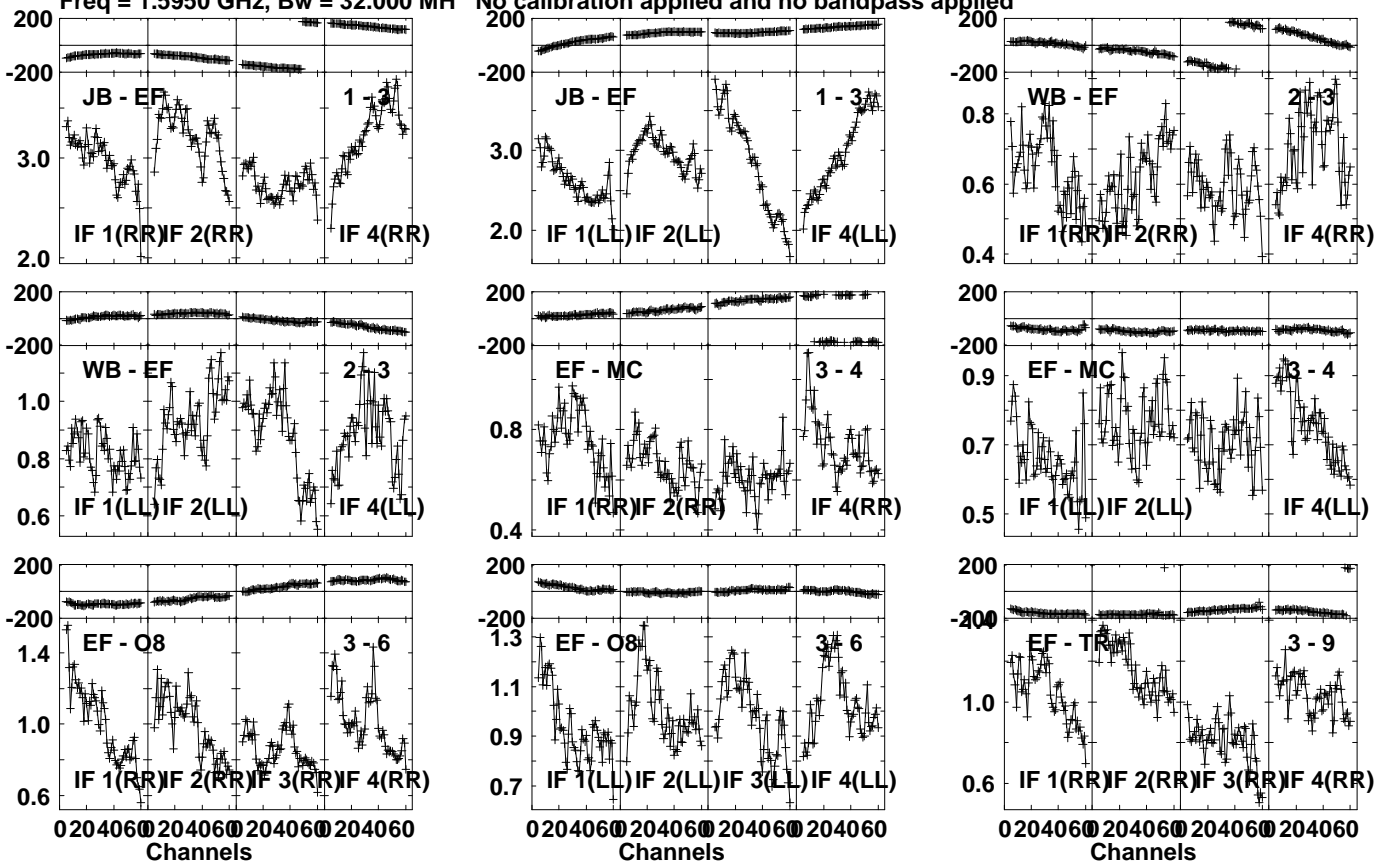 Freq = 1.5950 GHz, Bw = 32.000 MH No calibration applied and no bandpass applied
200
-200
JB - EF
1 - 3
3.0
2.0
IF 1(RR)
IF 2(RR)
IF 4(RR)
200
-200
JB - EF
1 - 3
3.0
2.0
IF 1(LL)
IF 2(LL)
IF 4(LL)
200
-200
WB - EF
2 - 3
0.8
0.6
0.4
IF 1(RR)
IF 2(RR)
IF 4(RR)
200
-200
WB - EF
2 - 3
1.0
0.8
0.6
IF 1(LL)
IF 2(LL)
IF 4(LL)
200
-200
EF - MC
3 - 4
0.8
0.4
IF 1(RR)
IF 2(RR)
IF 4(RR)
200
-200
EF - MC
3 - 4
0.9
0.7
0.5
IF 1(LL)
IF 2(LL)
IF 4(LL)
200
-200
EF - O8
3 - 6
1.4
1.0
0.6
IF 1(RR)
IF 2(RR)
IF 3(RR)
IF 4(RR)
0 20 40 60 0 20 40 60 0 20 40 60 0 20 40 60
Channels
200
-200
EF - O8
3 - 6
1.3
1.1
0.9
0.7
IF 1(LL)
IF 2(LL)
IF 3(LL)
IF 4(LL)
0 20 40 60 0 20 40 60 0 20 40 60 0 20 40 60
Channels
200
-200
1.4
EF - TR
3 - 9
1.0
0.6
IF 1(RR)
IF 2(RR)
IF 3(RR)
IF 4(RR)
0 20 40 60 0 20 40 60 0 20 40 60 0 20 40 60
Channels